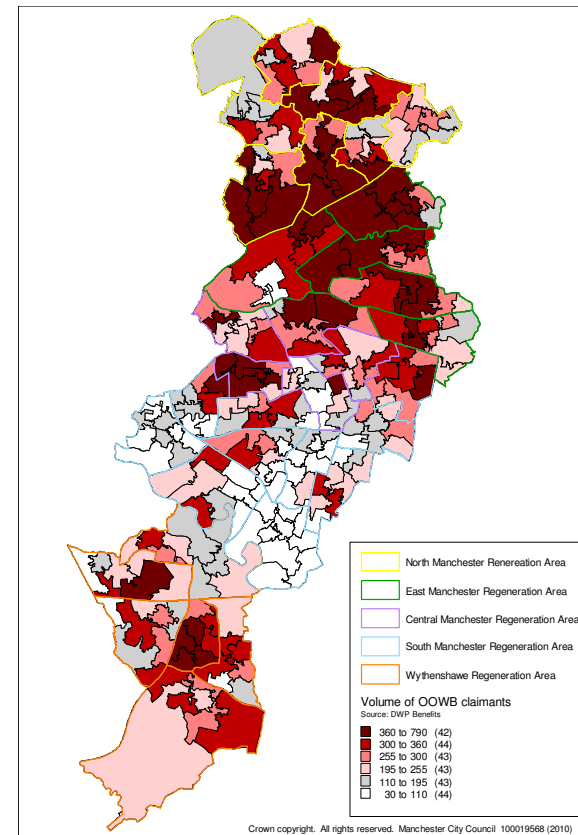 North Manchester Renereation Area
East Manchester Regeneration Area
Central Manchester Regeneration Area
South Manchester Regeneration Area
Wythenshawe Regeneration Area
Volume of OOWB claimants
Source: DWP Benefits
360 to 790 (42)
300 to 360 (44)
255 to 300 (43)
195 to 255 (43)
110 to 195 (43)
30 to 110 (44)
Crown copyright. All rights reserved. Manchester City Council 100019568 (2010)